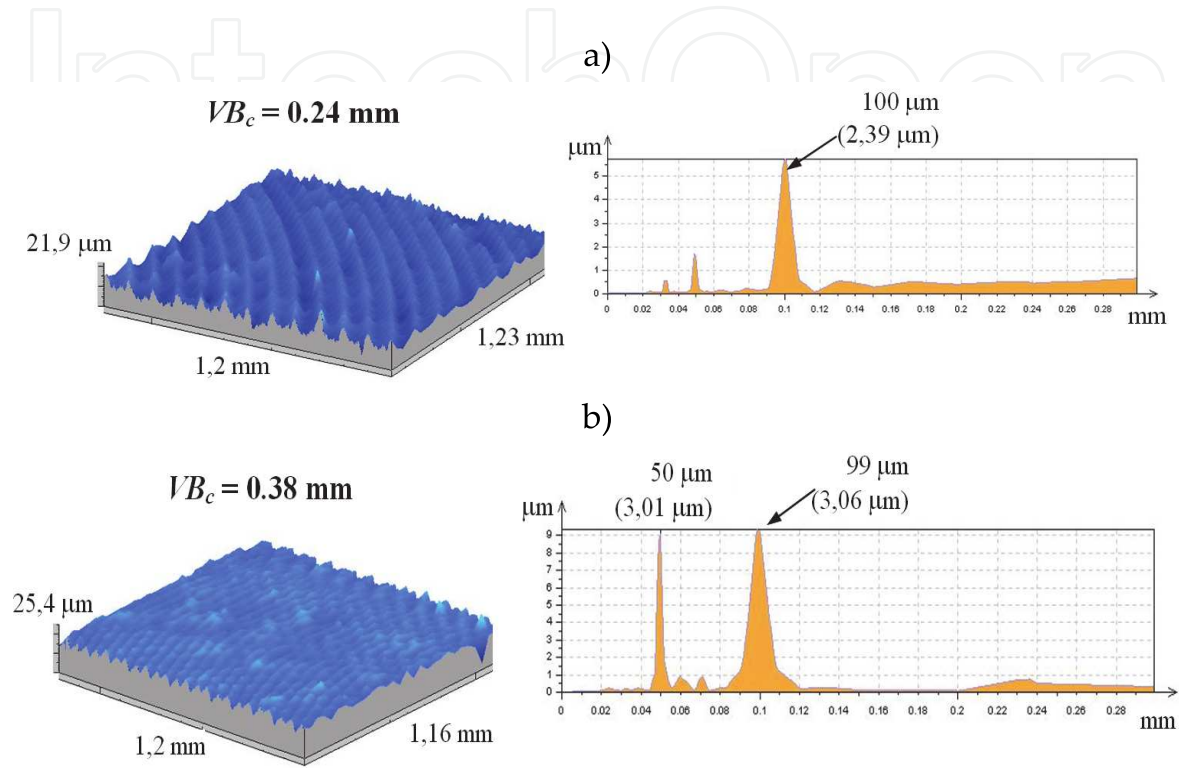 IntechOpen
a)
VBc = 0.24 mm
21,9 µm
1,2 mm
1,23 mm
100 µm
(2,39 µm)
µm
5
4
3
2
1
0
0 0.02 0.04 0.06 0.08 0.1 0.12 0.14 0.16 0.18 0.2 0.22 0.24 0.26 0.28
mm
b)
VBc = 0.38 mm
25,4 µm
1,2 mm
1,16 mm
50 µm
(3,01 µm)
99 µm
(3,06 µm)
µm
9
8
7
6
5
4
3
2
1
0
0 0.02 0.04 0.06 0.08 0.1 0.12 0.14 0.16 0.18 0.2 0.22 0.24 0.26 0.28
mm